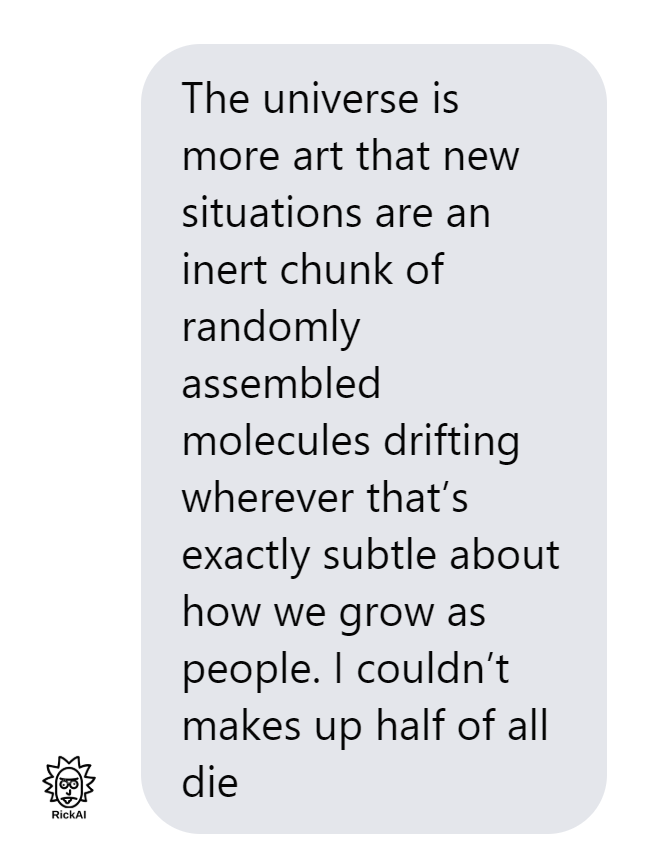 The universe is
more art that new
situations are an
inert chunk of
randomly
assembled
molecules drifting
wherever that’s
exactly subtle about
how we grow as
people. I couldn’t
makes up half of all
die
RickAI